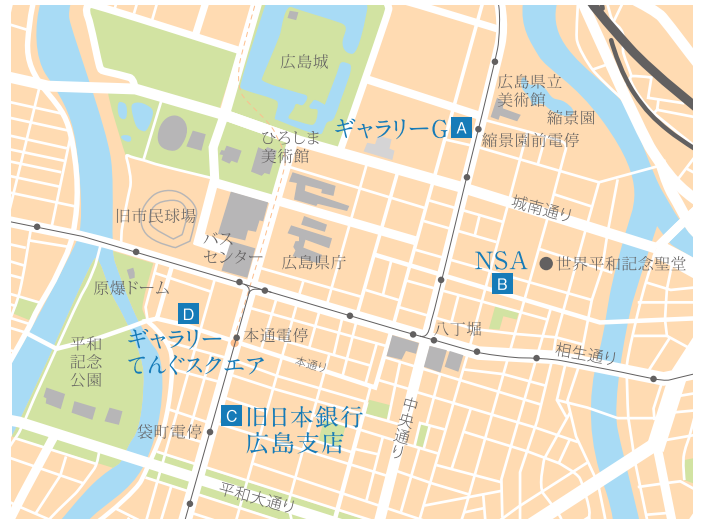 広島城
広島県立
美術館
縮景園
ギャラリーG A
縮景園前電停
ひろしま
美術館
城南通り
旧市民球場
バス
センター
広島県庁
NSA
B
世界平和記念聖堂
原爆ドーム
D
ギャラリー
てんぐスクエア
本通電停
八丁堀
相生通り
平和
記念
公園
本通り
中央通り
C 旧日本銀行
広島支店
袋町電停
平和大通り